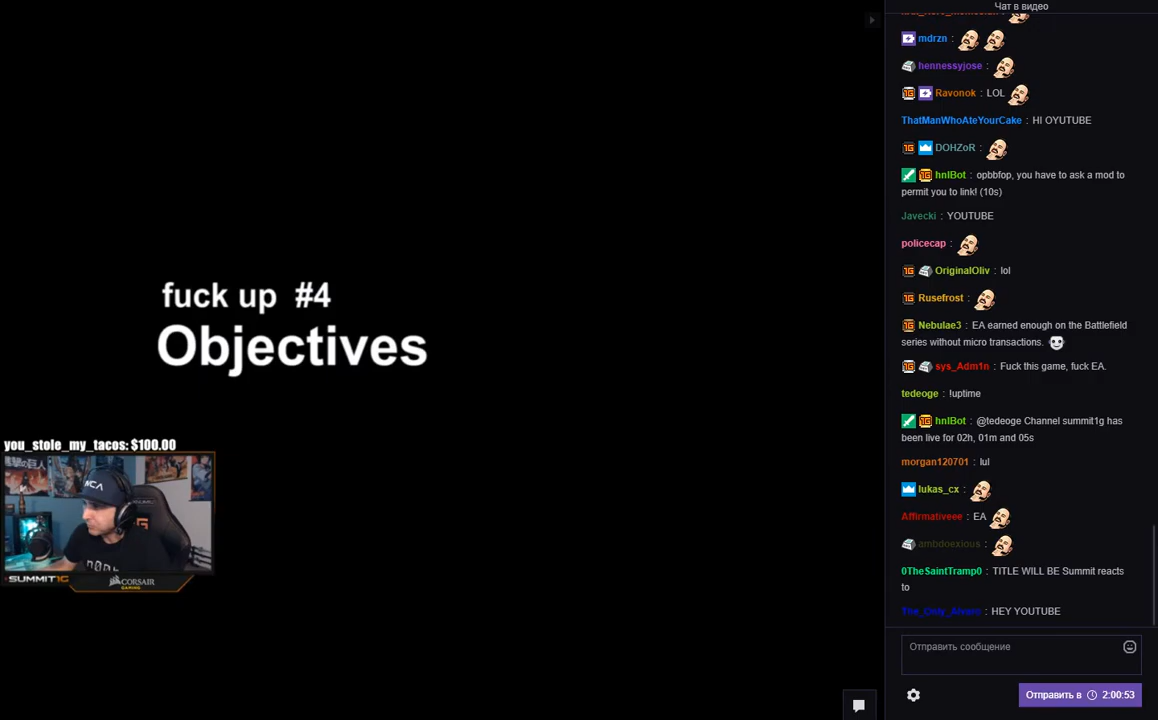 fuck up #4
Objectives
you_stole_my_tacos: $100.00
SUMMIT1G
CORSAIR
GAMING
Чат в видео
mdrzn :
hennessyjose :
Ravonok : LOL
ThatManWhoAteYourCake : HI OYUTUBE
DOHZoR :
hnlBot : opbbfop, you have to ask a mod to
permit you to link! (10s)
Javecki : YOUTUBE
policecap :
OriginalOliv : lol
Rusefrost :
Nebulae3 : EA earned enough on the Battlefield
series without micro transactions.
sys_Adm1n : Fuck this game, fuck EA.
tedeoge : !uptime
hnlBot : @tedeoge Channel summit1g has
been live for 02h, 01m and 05s
morgan120701 : lul
lukas_cx :
Affirmativeee : EA
ambdoexious :
0TheSaintTramp0 : TITLE WILL BE Summit reacts
to
The_Only_Alvaro : HEY YOUTUBE
Отправить сообщение
Отправить в 2:00:53